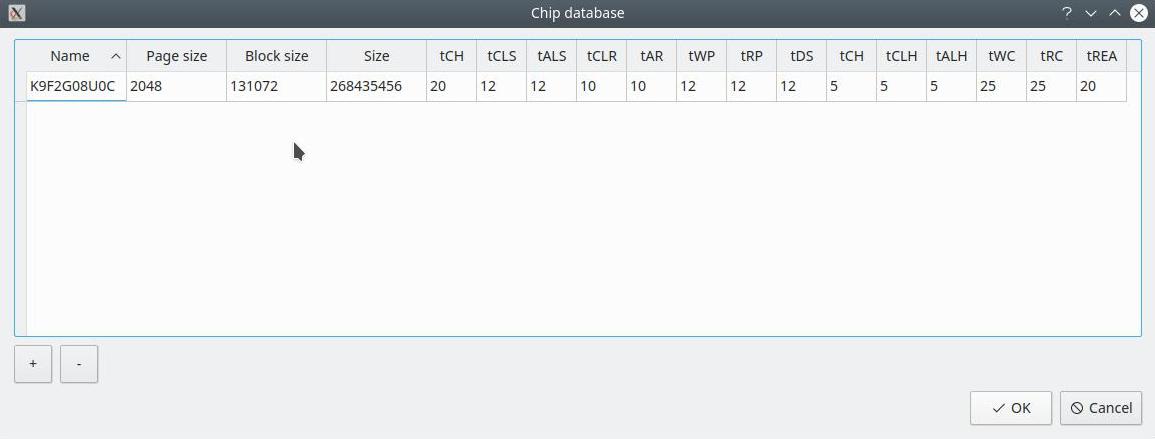 Chip database
Name Page size Block size Size tCH tCLS tALS tCLR tAR tWP tRP tDS tCH tCLH tALH tWC tRC tREA
K9F2G08U0C 2048 131072 268435456 20 12 12 10 10 12 12 12 5 5 5 25 25 20
+ -
OK Cancel